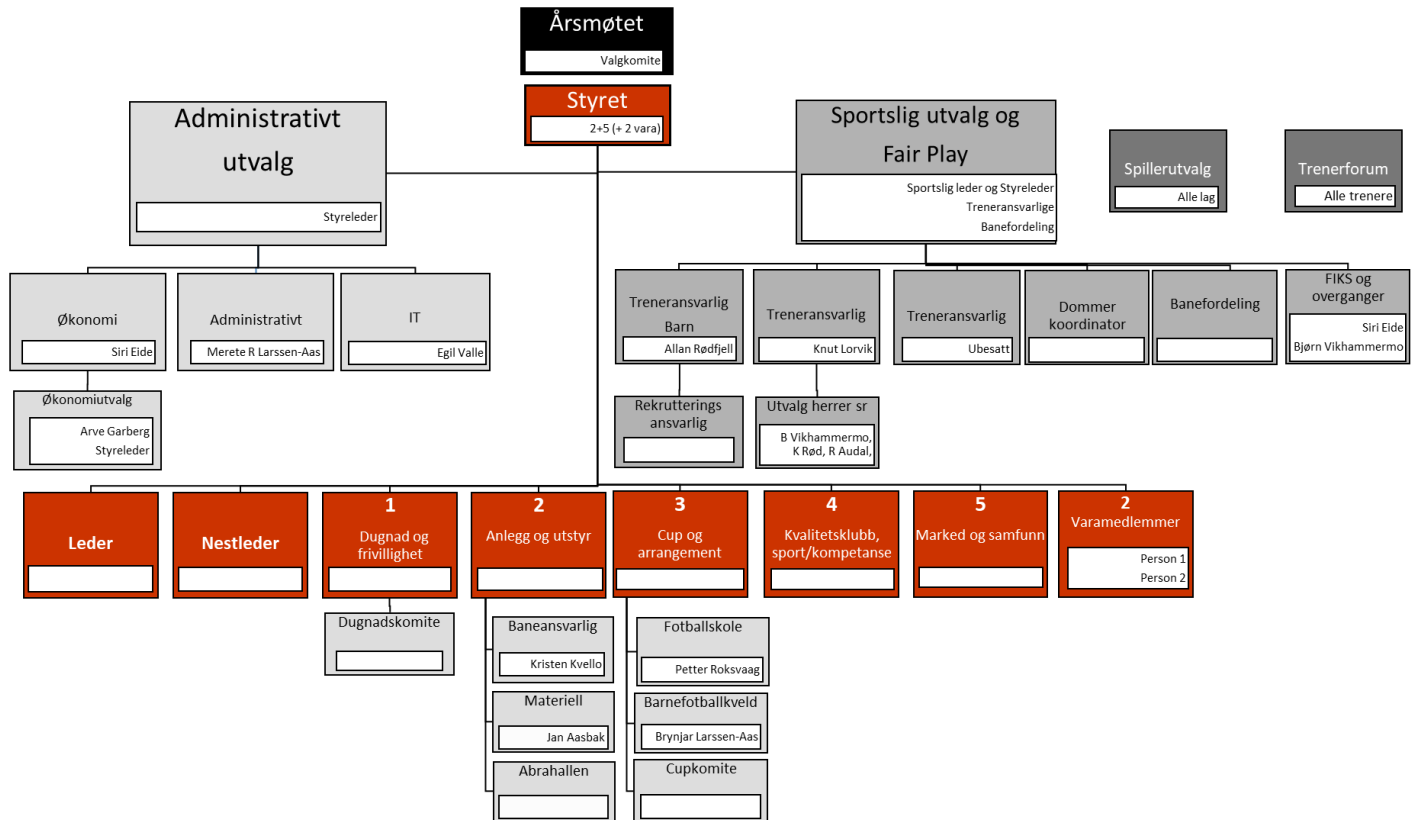 Årsmøtet
Valgkomite
Styret
2+5 (+ 2 vara)
Administrativt
utvalg
Styreleder
Sportslig utvalg og
Fair Play
Sportslig leder og Styreleder
Treneransvarlige
Banefordeling
Spillerutvalg
Alle lag
Trenerforum
Alle trenere
Økonomi
Siri Eide
Administrativt
Merete R Larssen-Aas
IT
Egil Valle
Økonomiutvalg
Arve Garberg
Styreleder
Treneransvarlig
Barn
Allan Rødfjell
Treneransvarlig
Knut Lorvik
Treneransvarlig
Ubesatt
Dommer
koordinator
Banefordeling
FIKS og
overganger
Siri Eide
Bjørn Vikhammermo
Rekrutterings
ansvarlig
Utvalg herrer sr
B Vikhammermo,
K Rød, R Audal,
Leder
Nestleder
1
Dugnad og
frivillighet
2
Anlegg og utstyr
3
Cup og
arrangement
4
Kvalitetsklubb,
sport/kompetanse
5
Marked og samfunn
2
Varamedlemmer
Person 1
Person 2
Dugnadskomite
Baneansvarlig
Kristen Kvello
Materiell
Jan Aasbak
Abrahallen
Fotballskole
Petter Roksvaag
Barnefotballkveld
Brynjar Larssen-Aas
Cupkomite